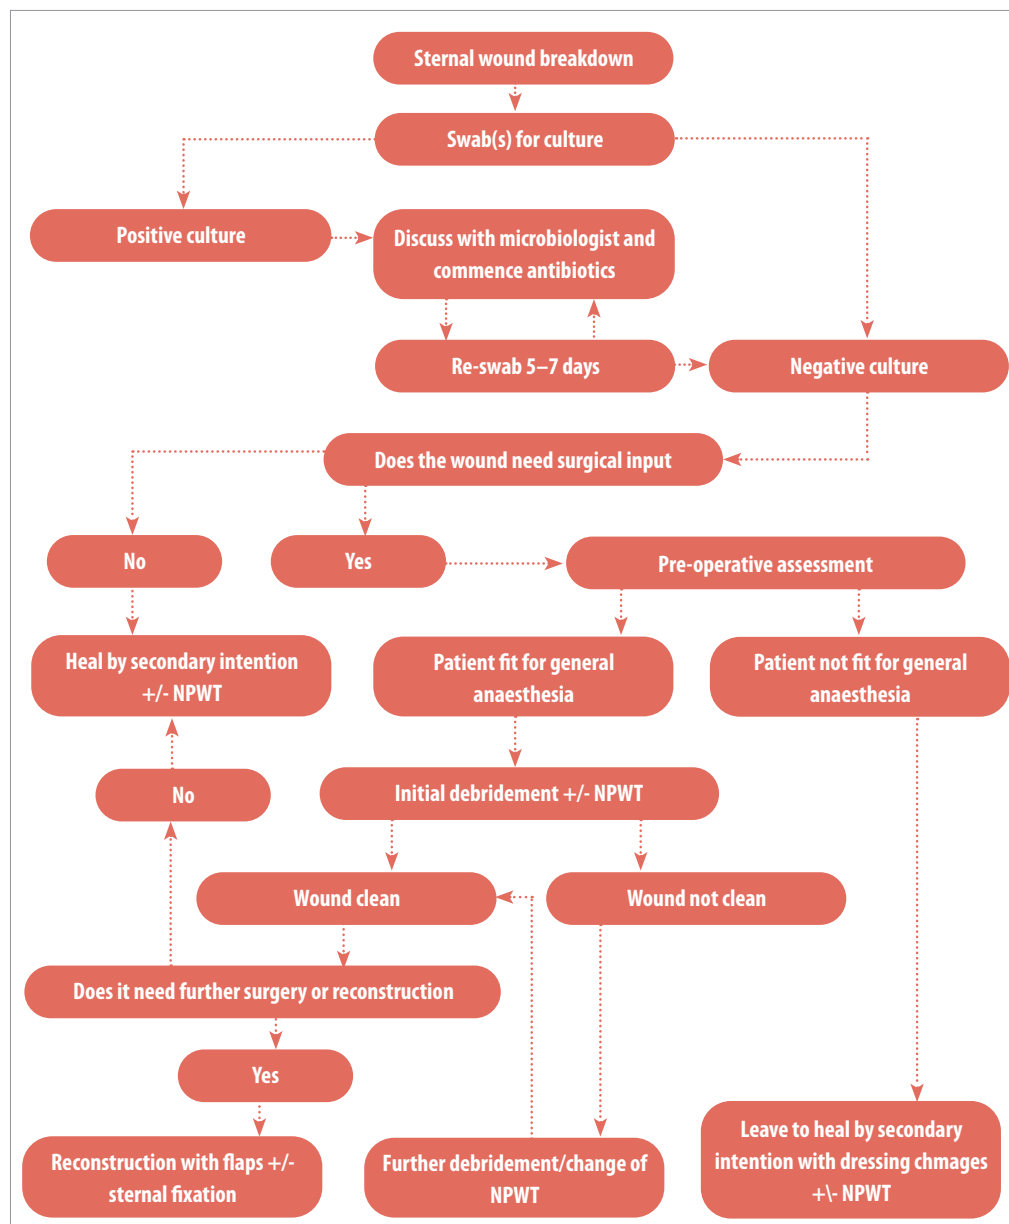 Sternal wound breakdown
Swab(s) for culture
Positive culture
Discuss with microbiologist and
commence antibiotics
Re-swab 5–7 days
Negative culture
Does the wound need surgical input
No
Yes
Pre-operative assessment
Heal by secondary intention
+/- NPWT
Patient fit for general
anaesthesia
Patient not fit for general
anaesthesia
No
Initial debridement +/- NPWT
Wound clean
Wound not clean
Does it need further surgery or reconstruction
Yes
Reconstruction with flaps +/-
sternal fixation
Further debridement/change of
NPWT
Leave to heal by secondary
intention with dressing chmages
+\- NPWT